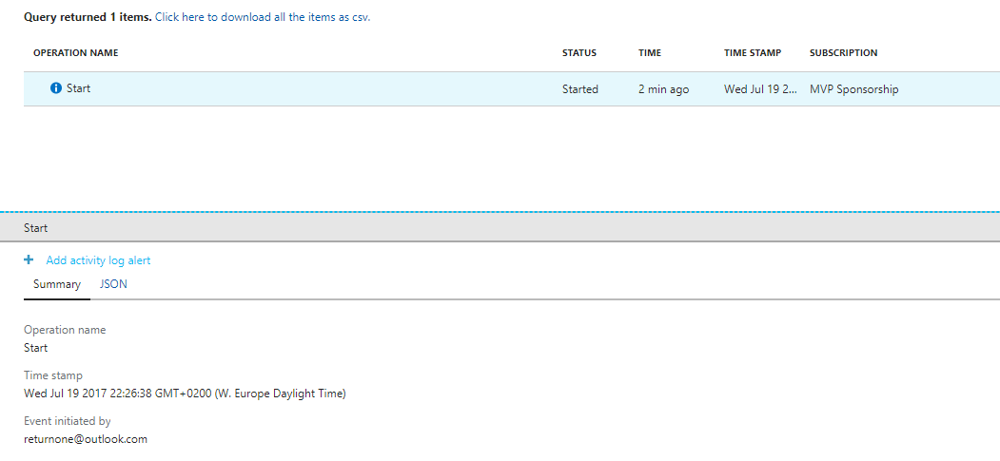 Query returned 1 items. Click here to download all the items as csv.
OPERATION NAME STATUS TIME TIME STAMP SUBSCRIPTION
Start Started 2 min ago Wed Jul 19 2... MVP Sponsorship
Start
Add activity log alert
Summary JSON
Operation name
Start
Time stamp
Wed Jul 19 2017 22:26:38 GMT+0200 (W. Europe Daylight Time)
Event initiated by
returnone@outlook.com